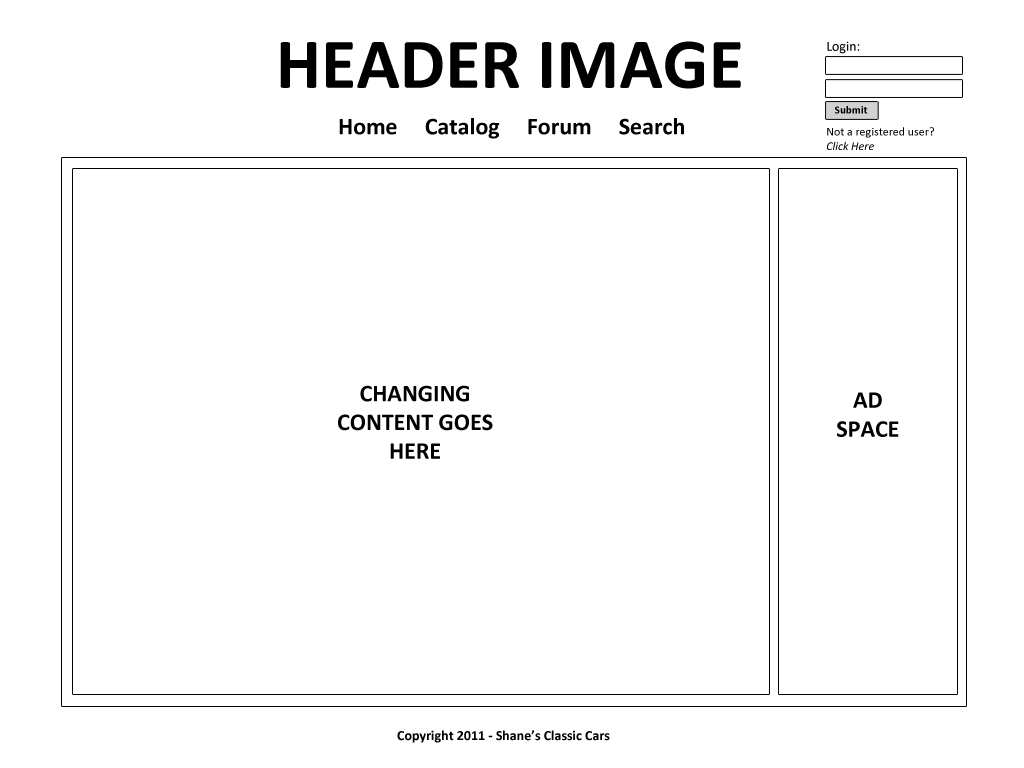 HEADER IMAGE
Login:
Submit
Home Catalog Forum Search
Not a registered user?
Click Here
CHANGING
CONTENT GOES
HERE
AD
SPACE
Copyright 2011 - Shane’s Classic Cars